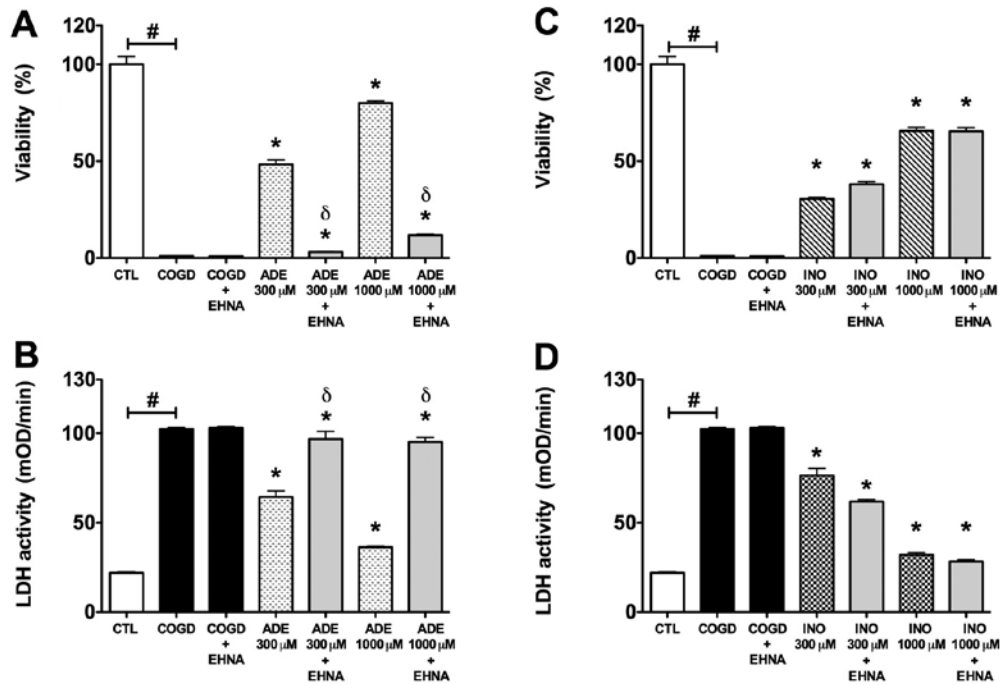 A
Viability (%)
120
100
50
0
#
*
δ
*
*
δ
*
CTL
COGD
COGD
+
EHNA
ADE
300 μM
ADE
300 μM
+
EHNA
ADE
1000 μM
ADE
1000 μM
+
EHNA
C
Viability (%)
120
100
50
0
#
*
*
*
*
CTL
COGD
COGD
+
EHNA
INO
300 μM
INO
300 μM
+
EHNA
INO
1000 μM
INO
1000 μM
+
EHNA
B
LDH activity (mOD/min)
130
100
50
0
#
*
δ
*
*
δ
*
CTL
COGD
COGD
+
EHNA
ADE
300 μM
ADE
300 μM
+
EHNA
ADE
1000 μM
ADE
1000 μM
+
EHNA
D
LDH activity (mOD/min)
130
100
50
0
#
*
*
*
*
CTL
COGD
COGD
+
EHNA
INO
300 μM
INO
300 μM
+
EHNA
INO
1000 μM
INO
1000 μM
+
EHNA